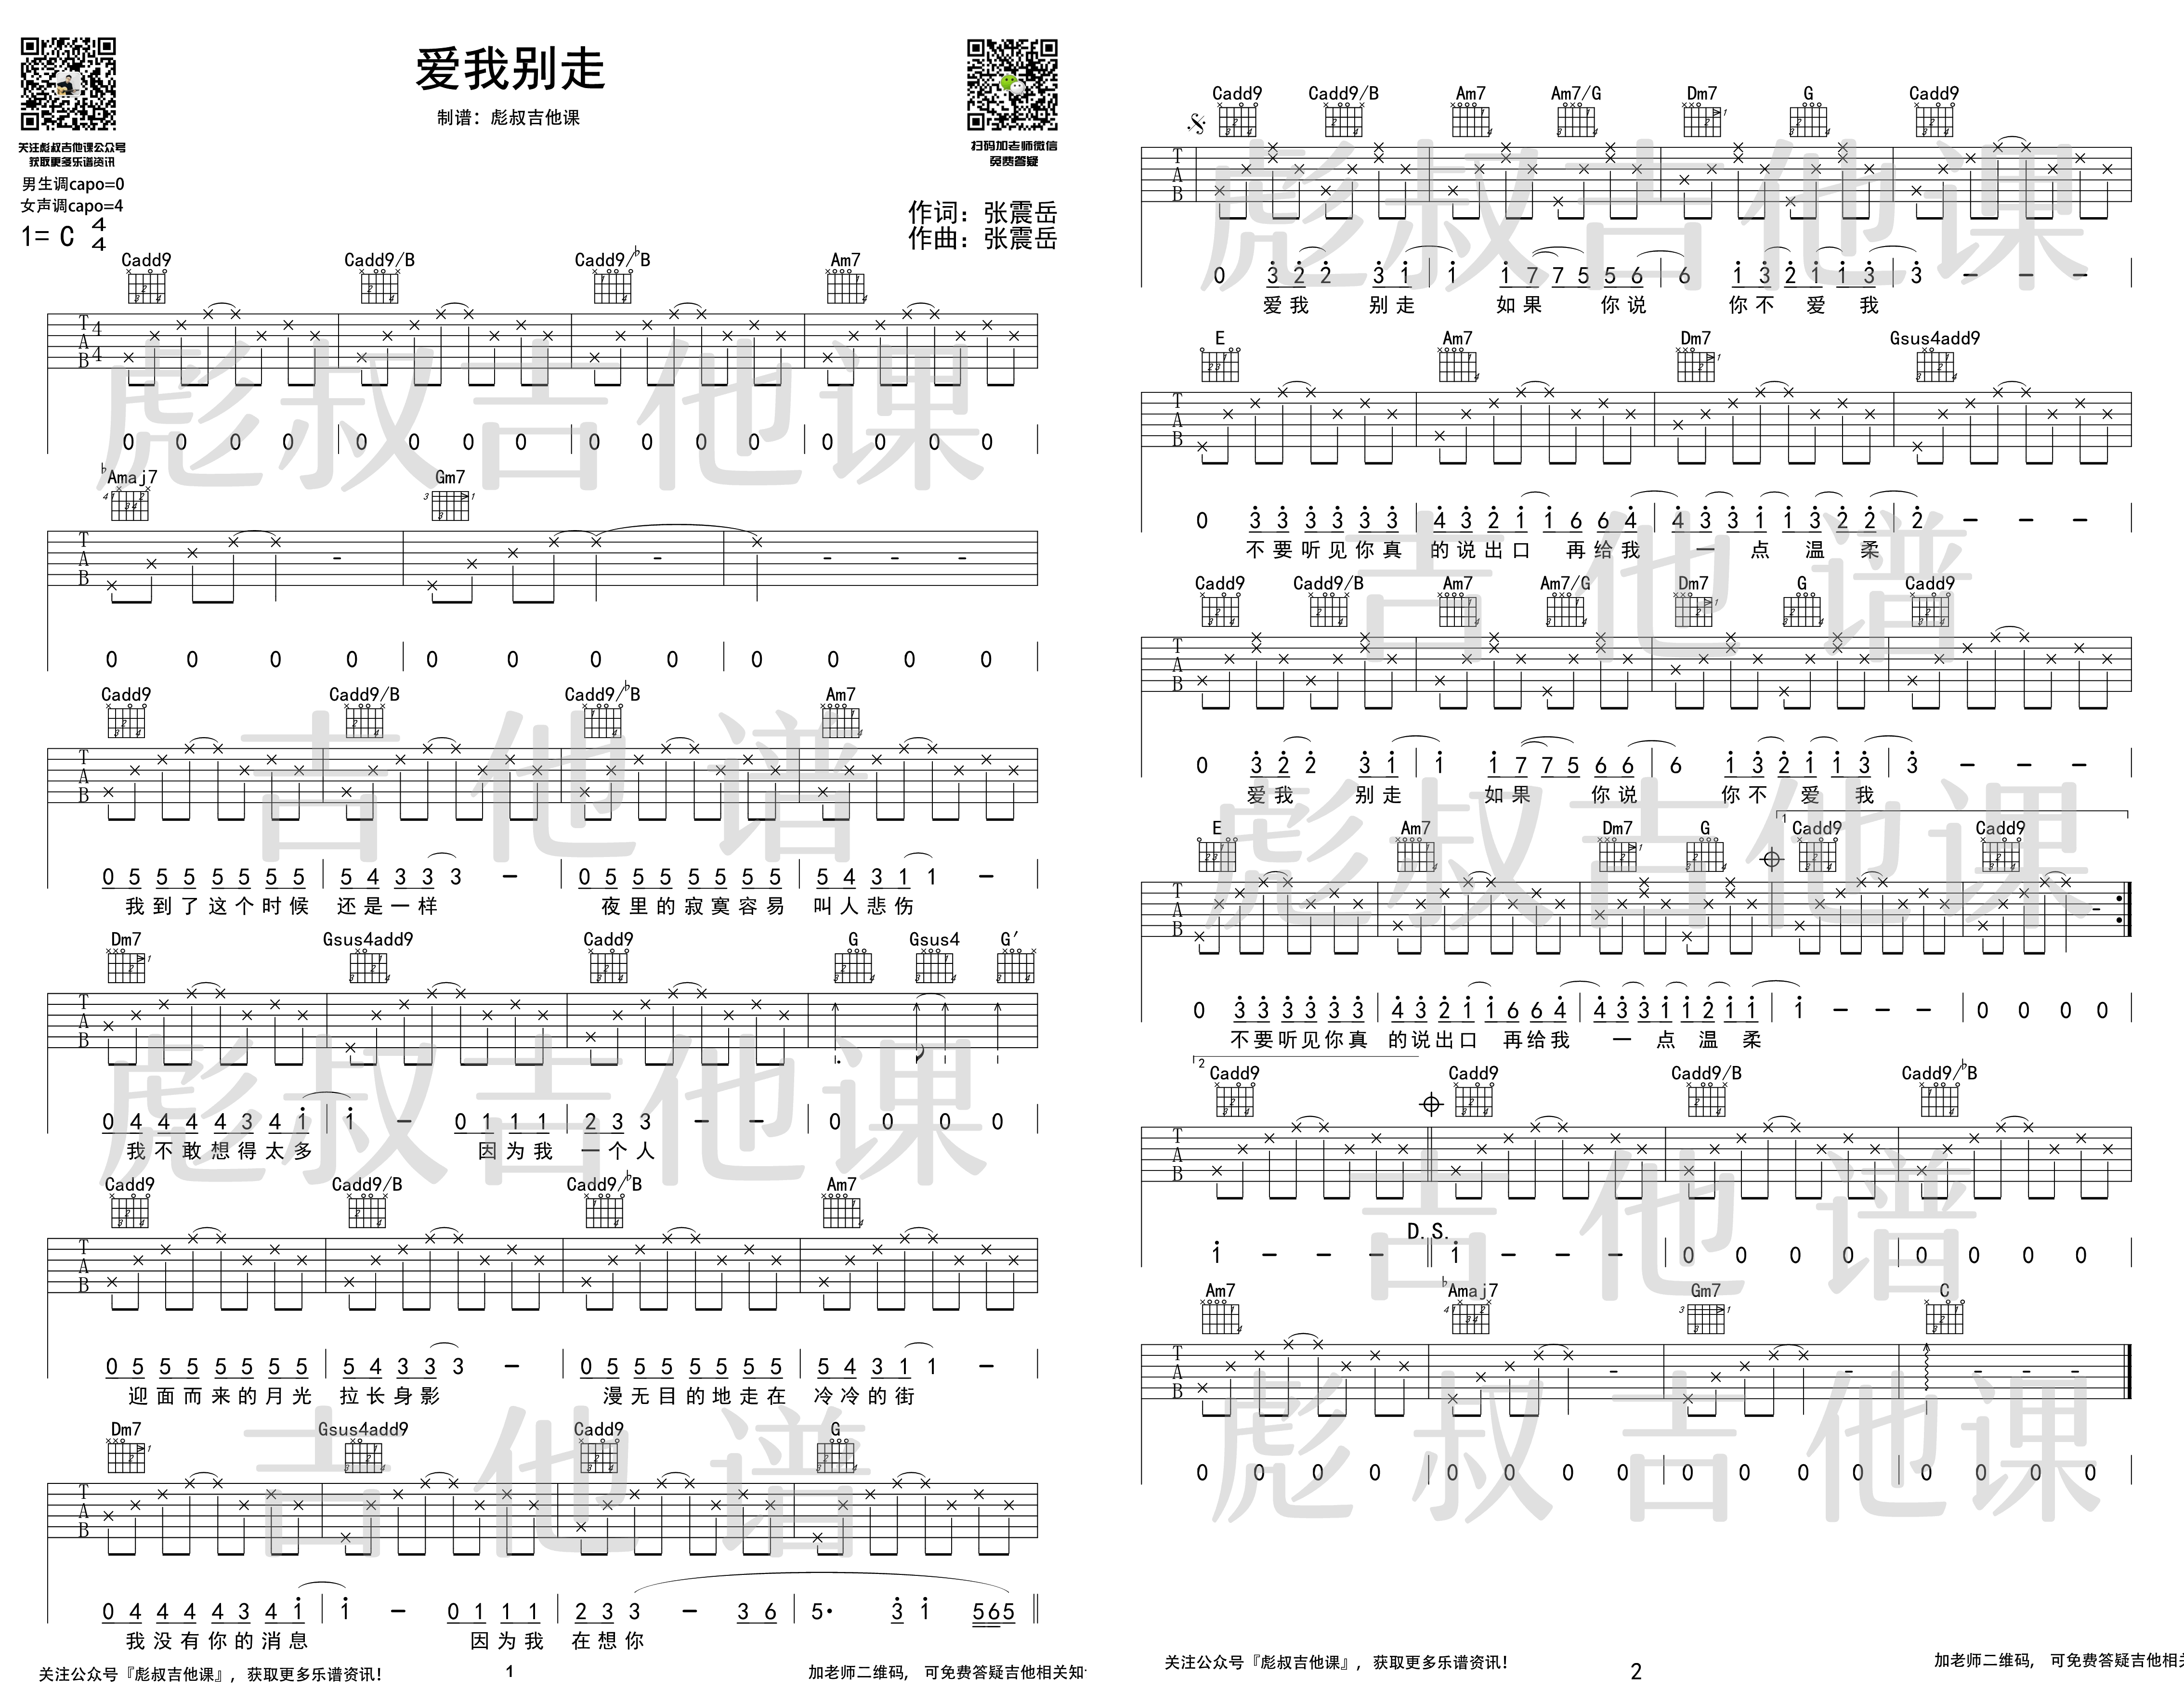 爱我别走
制谱：彪叔吉他课
关注彪叔吉他课公众号
获取更多乐谱资讯
扫码加老师微信
免费答疑
男生调capo=0
女声调capo=4
1= C 4/4
作词：张震岳
作曲：张震岳
Cadd9 Cadd9/B Cadd9/♭B Am7
0 0 0 0 | 0 0 0 0 | 0 0 0 0 | 0 0 0 0
♭Amaj7 Gm7
0 0 0 0 | 0 0 0 0 | 0 0 0 0
Cadd9 Cadd9/B Cadd9/♭B Am7
0 5 5 5 5 5 5 5 | 5 4 3 3 3 - | 0 5 5 5 5 5 5 5 | 5 4 3 1 1 -
我到了这个时候 还是一样 夜里的寂寞容易 叫人悲伤
Dm7 Gsus4add9 Cadd9 G Gsus4 G′
0 4 4 4 4 3 4 i | i - 0 1 1 1 | 2 3 3 - - | 0 0 0 0
我不敢想得太多 因为我 一个人
Cadd9 Cadd9/B Cadd9/♭B Am7
0 5 5 5 5 5 5 5 | 5 4 3 3 3 - | 0 5 5 5 5 5 5 5 | 5 4 3 1 1 -
迎面而来的月光 拉长身影 漫无目的地走在 冷冷的街
Dm7 Gsus4add9 Cadd9 G
0 4 4 4 4 3 4 i | i - 0 1 1 1 | 2 3 3 - 3 6 | 5· 3̇ i 5 6 5
我没有你的消息 因为我 在想你
关注公众号『彪叔吉他课』，获取更多乐谱资讯！
1
加老师二维码， 可免费答疑吉他相关知
Cadd9 Cadd9/B Am7 Am7/G Dm7 G Cadd9
0 3̇ 2̇ 2̇ 3̇ i | i i 7 7 5 5 6 | 6 i 3̇ 2̇ i i 3̇ | 3̇ - - -
爱我 别走 如果 你说 你不 爱 我
E Am7 Dm7 Gsus4add9
0 3̇ 3̇ 3̇ 3̇ 3̇ 3̇ | 4̇ 3̇ 2̇ i i 6 6 4̇ | 4̇ 3̇ 3̇ i i 3̇ 2̇ 2̇ | 2̇ - - -
不要听见你真 的说出口 再给我 一 点 温 柔
Cadd9 Cadd9/B Am7 Am7/G Dm7 G Cadd9
0 3̇ 2̇ 2̇ 3̇ i | i i 7 7 5 6 6 | 6 i 3̇ 2̇ i i 3̇ | 3̇ - - -
爱我 别走 如果 你说 你不 爱 我
1
E Am7 Dm7 G Cadd9 Cadd9
0 3̇ 3̇ 3̇ 3̇ 3̇ 3̇ | 4̇ 3̇ 2̇ i i 6 6 4̇ | 4̇ 3̇ 3̇ i i 2̇ i i | i - - - | 0 0 0 0
不要听见你真 的说出口 再给我 一 点 温 柔
2
Cadd9 Cadd9 Cadd9/B Cadd9/♭B
D.S.
i - - - | i - - - | 0 0 0 0 | 0 0 0 0
Am7 ♭Amaj7 Gm7 C
0 0 0 0 | 0 0 0 0 | 0 0 0 0 | 0 0 0 0
关注公众号『彪叔吉他课』，获取更多乐谱资讯！
2
加老师二维码， 可免费答疑吉他相
彪叔吉他课
吉他谱